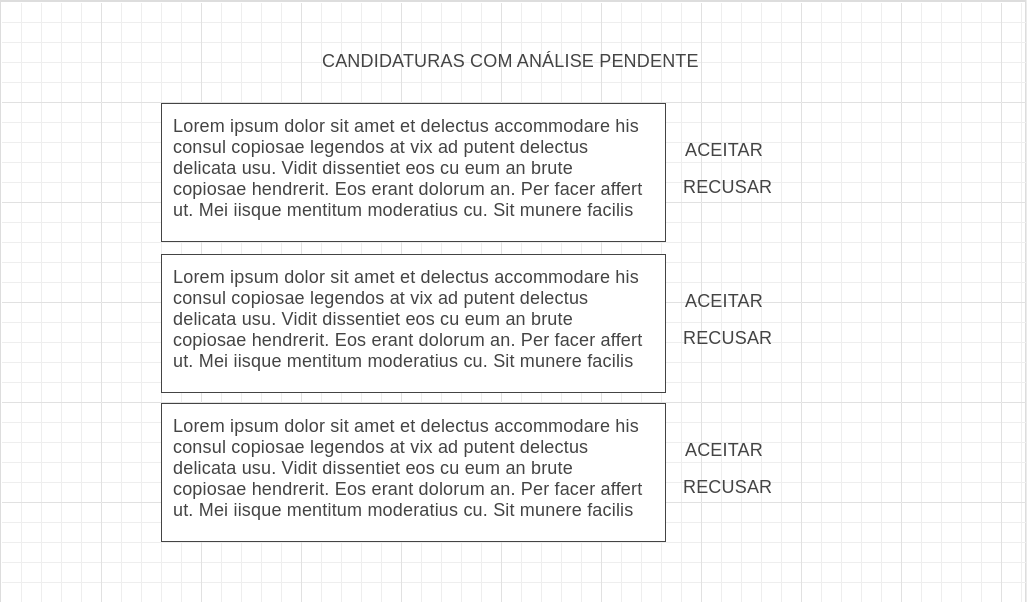 CANDIDATURAS COM ANÁLISE PENDENTE
Lorem ipsum dolor sit amet et delectus accommodare his
consul copiosae legendos at vix ad putent delectus
delicata usu. Vidit dissentiet eos cu eum an brute
copiosae hendrerit. Eos erant dolorum an. Per facer affert
ut. Mei iisque mentitum moderatius cu. Sit munere facilis
ACEITAR
RECUSAR
Lorem ipsum dolor sit amet et delectus accommodare his
consul copiosae legendos at vix ad putent delectus
delicata usu. Vidit dissentiet eos cu eum an brute
copiosae hendrerit. Eos erant dolorum an. Per facer affert
ut. Mei iisque mentitum moderatius cu. Sit munere facilis
ACEITAR
RECUSAR
Lorem ipsum dolor sit amet et delectus accommodare his
consul copiosae legendos at vix ad putent delectus
delicata usu. Vidit dissentiet eos cu eum an brute
copiosae hendrerit. Eos erant dolorum an. Per facer affert
ut. Mei iisque mentitum moderatius cu. Sit munere facilis
ACEITAR
RECUSAR